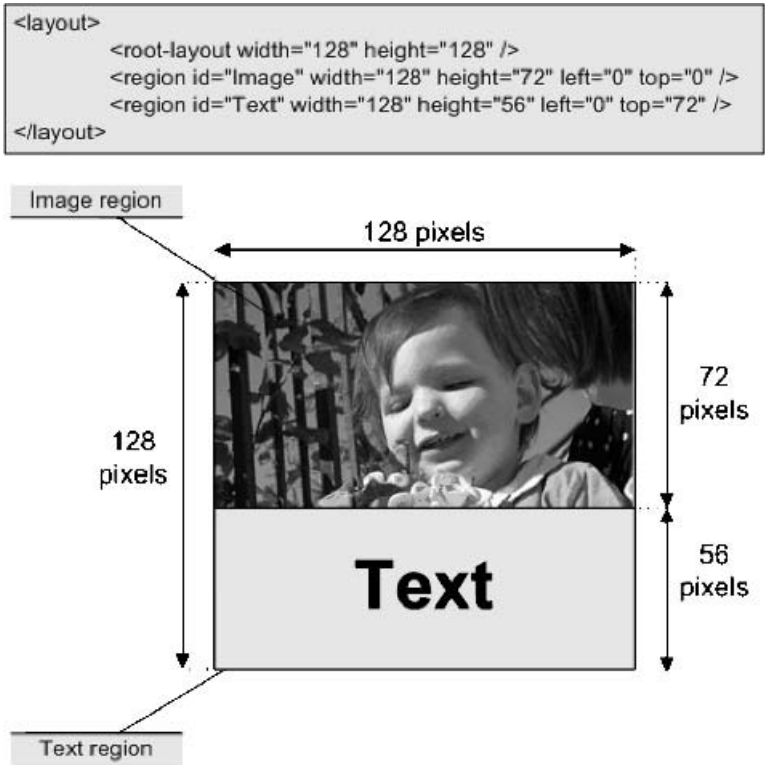 <layout>
<root-layout width="128" height="128" />
<region id="Image" width="128" height="72" left="0" top="0" />
<region id="Text" width="128" height="56" left="0" top="72" />
</layout>
Image region
128 pixels
72
pixels
128
pixels
Text
56
pixels
Text region